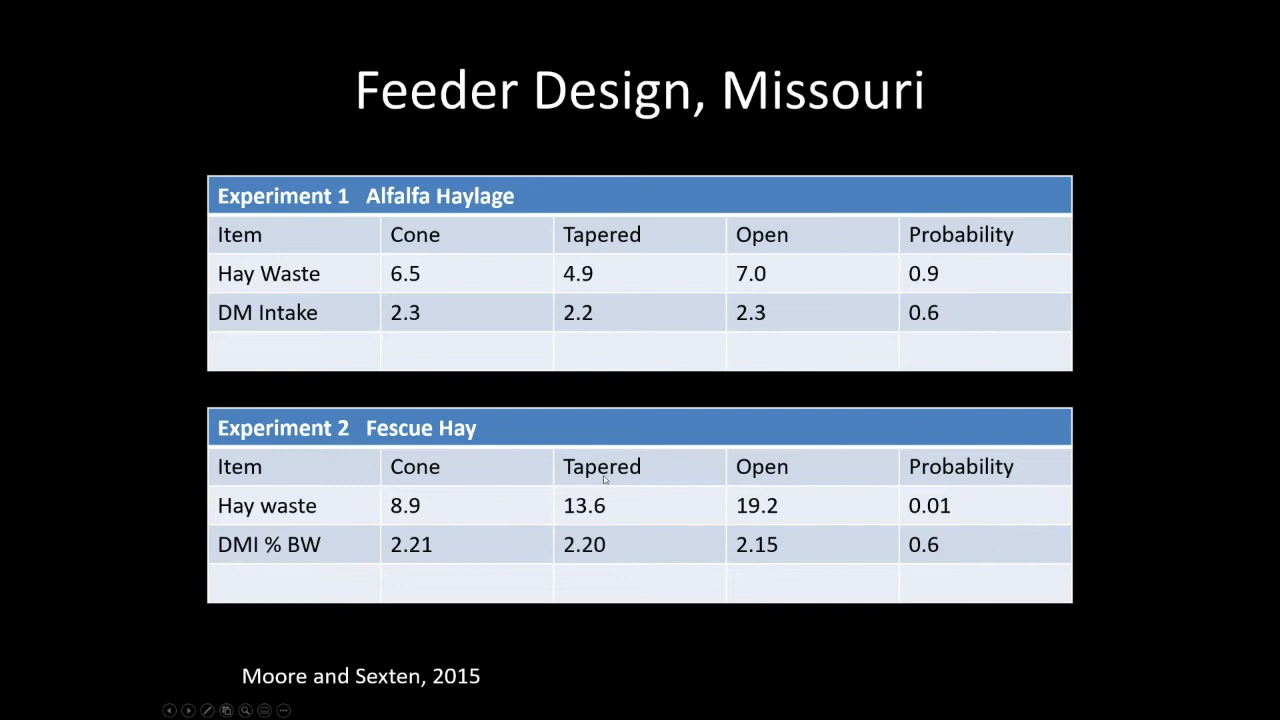 Feeder Design, Missouri
Experiment 1 Alfalfa Haylage
Item Cone Tapered Open Probability
Hay Waste 6.5 4.9 7.0 0.9
DM Intake 2.3 2.2 2.3 0.6
Experiment 2 Fescue Hay
Item Cone Tapered Open Probability
Hay waste 8.9 13.6 19.2 0.01
DMI % BW 2.21 2.20 2.15 0.6
Moore and Sexten, 2015